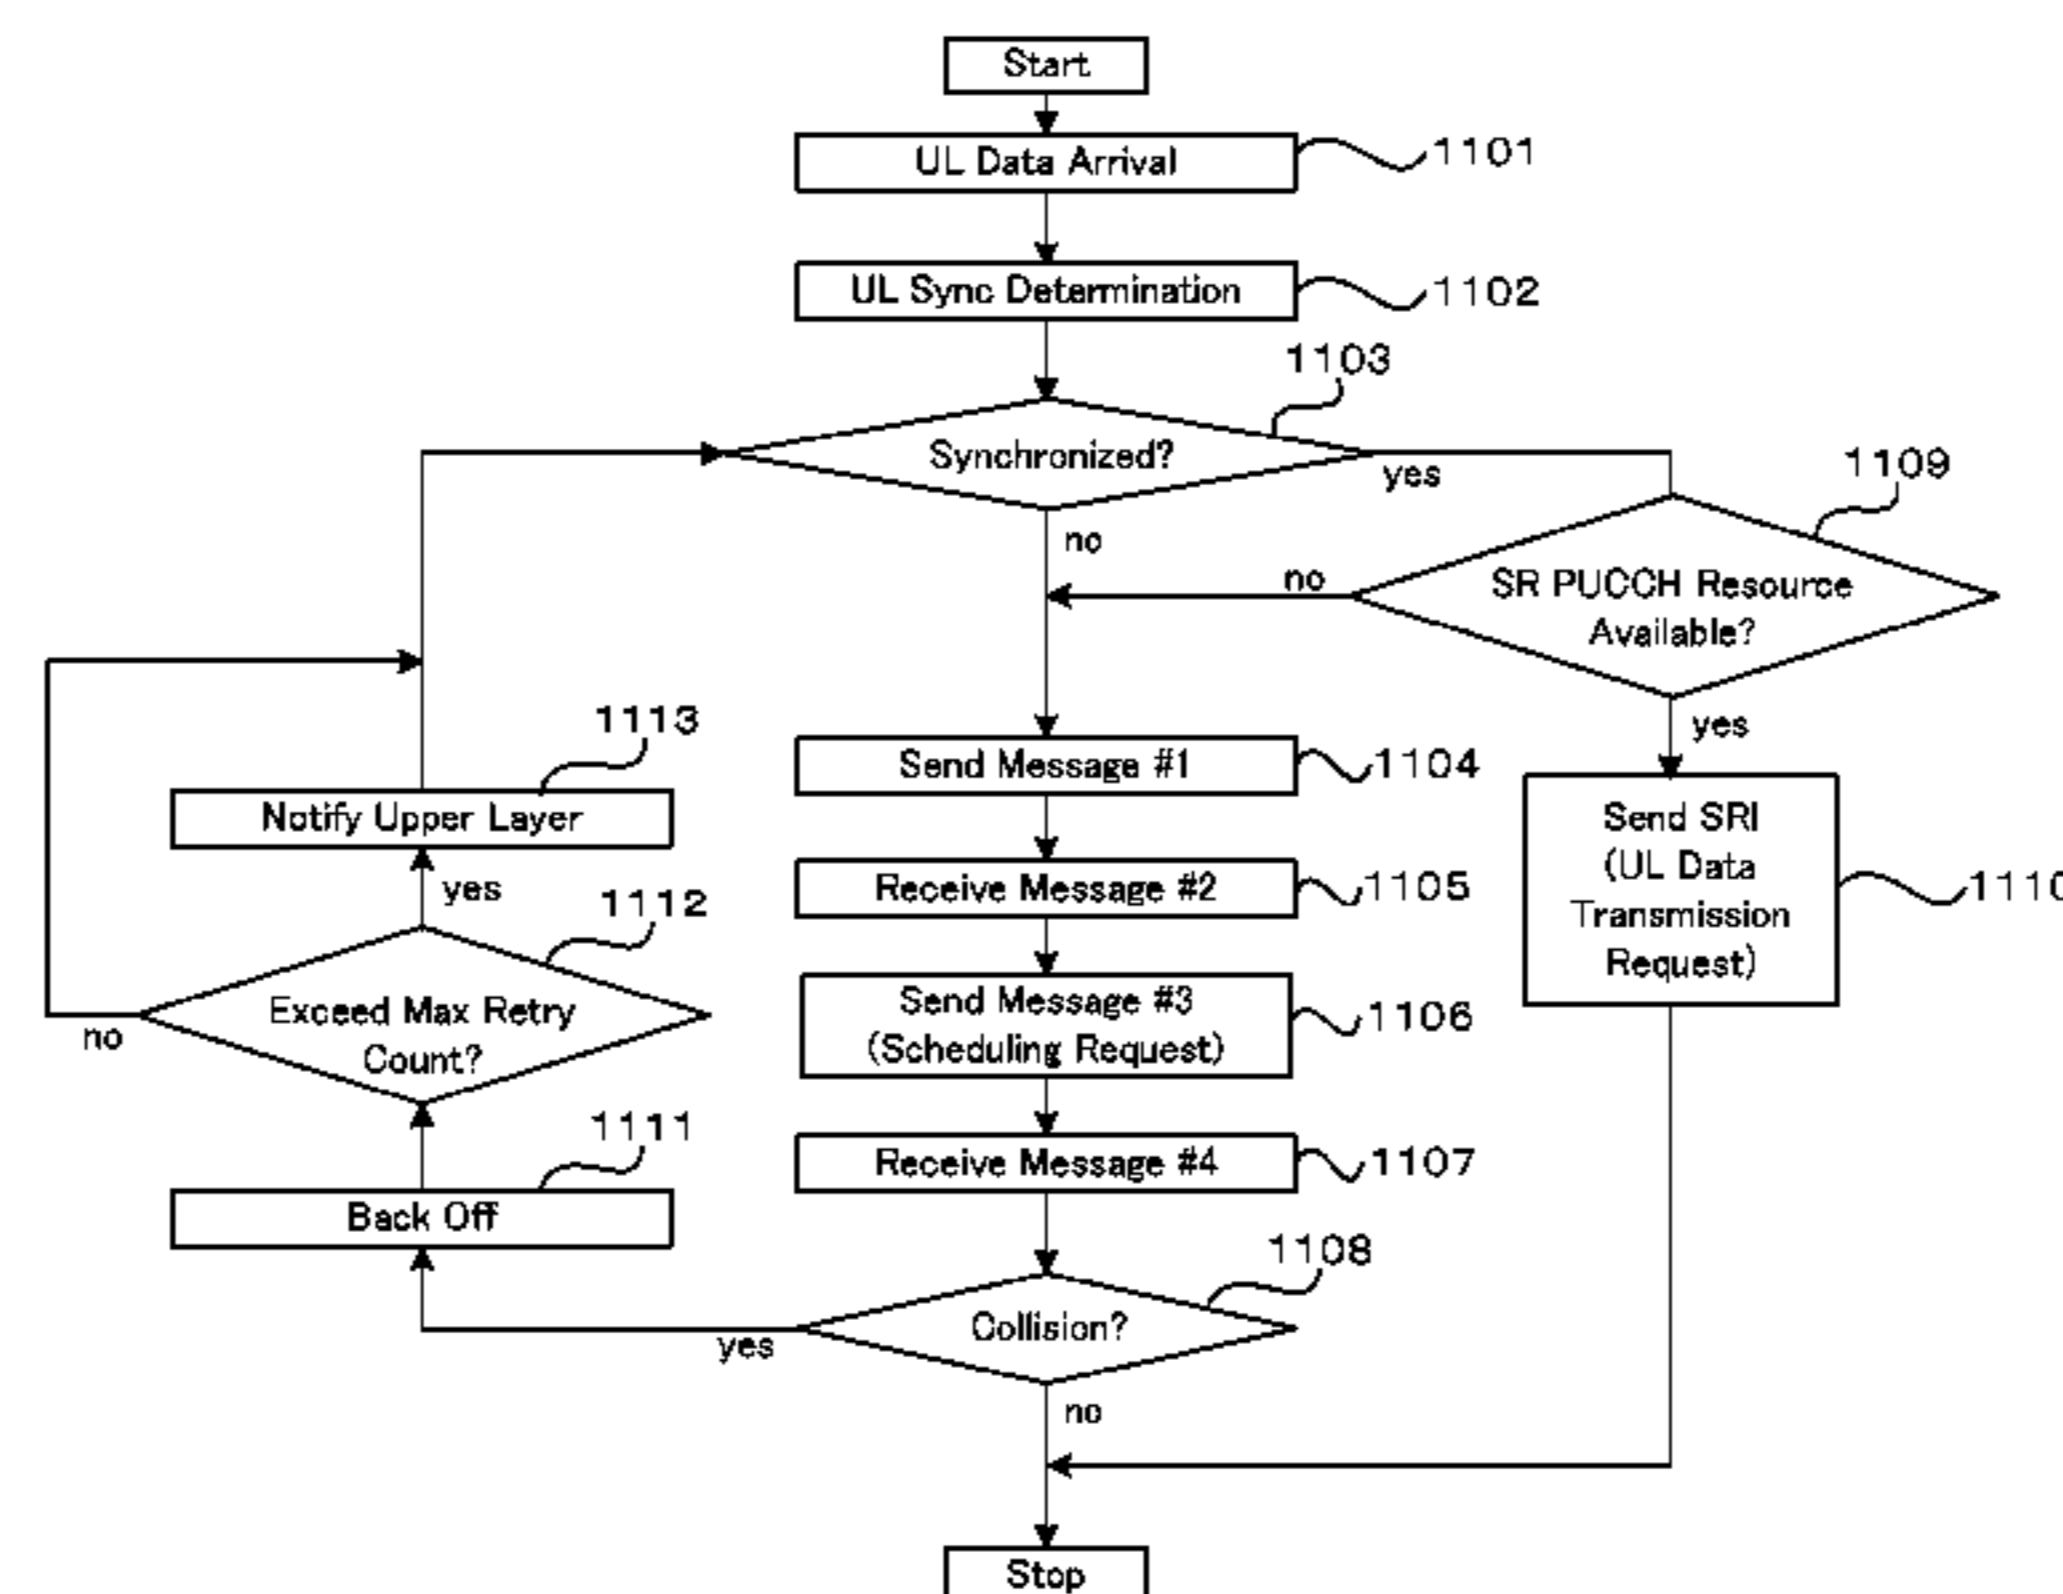 Start
UL Data Arrival
1101
UL Sync Determination
1102
1103
Synchronized?
yes
no
1109
SR PUCCH Resource
Available?
no
yes
1113
Notify Upper Layer
yes
1112
Exceed Max Retry
Count?
no
1111
Back Off
Send Message #1
1104
Receive Message #2
1105
Send Message #3
(Scheduling Request)
1106
Receive Message #4
1107
Send SRI
(UL Data
Transmission
Request)
1110
1108
Collision?
yes
no
Stop